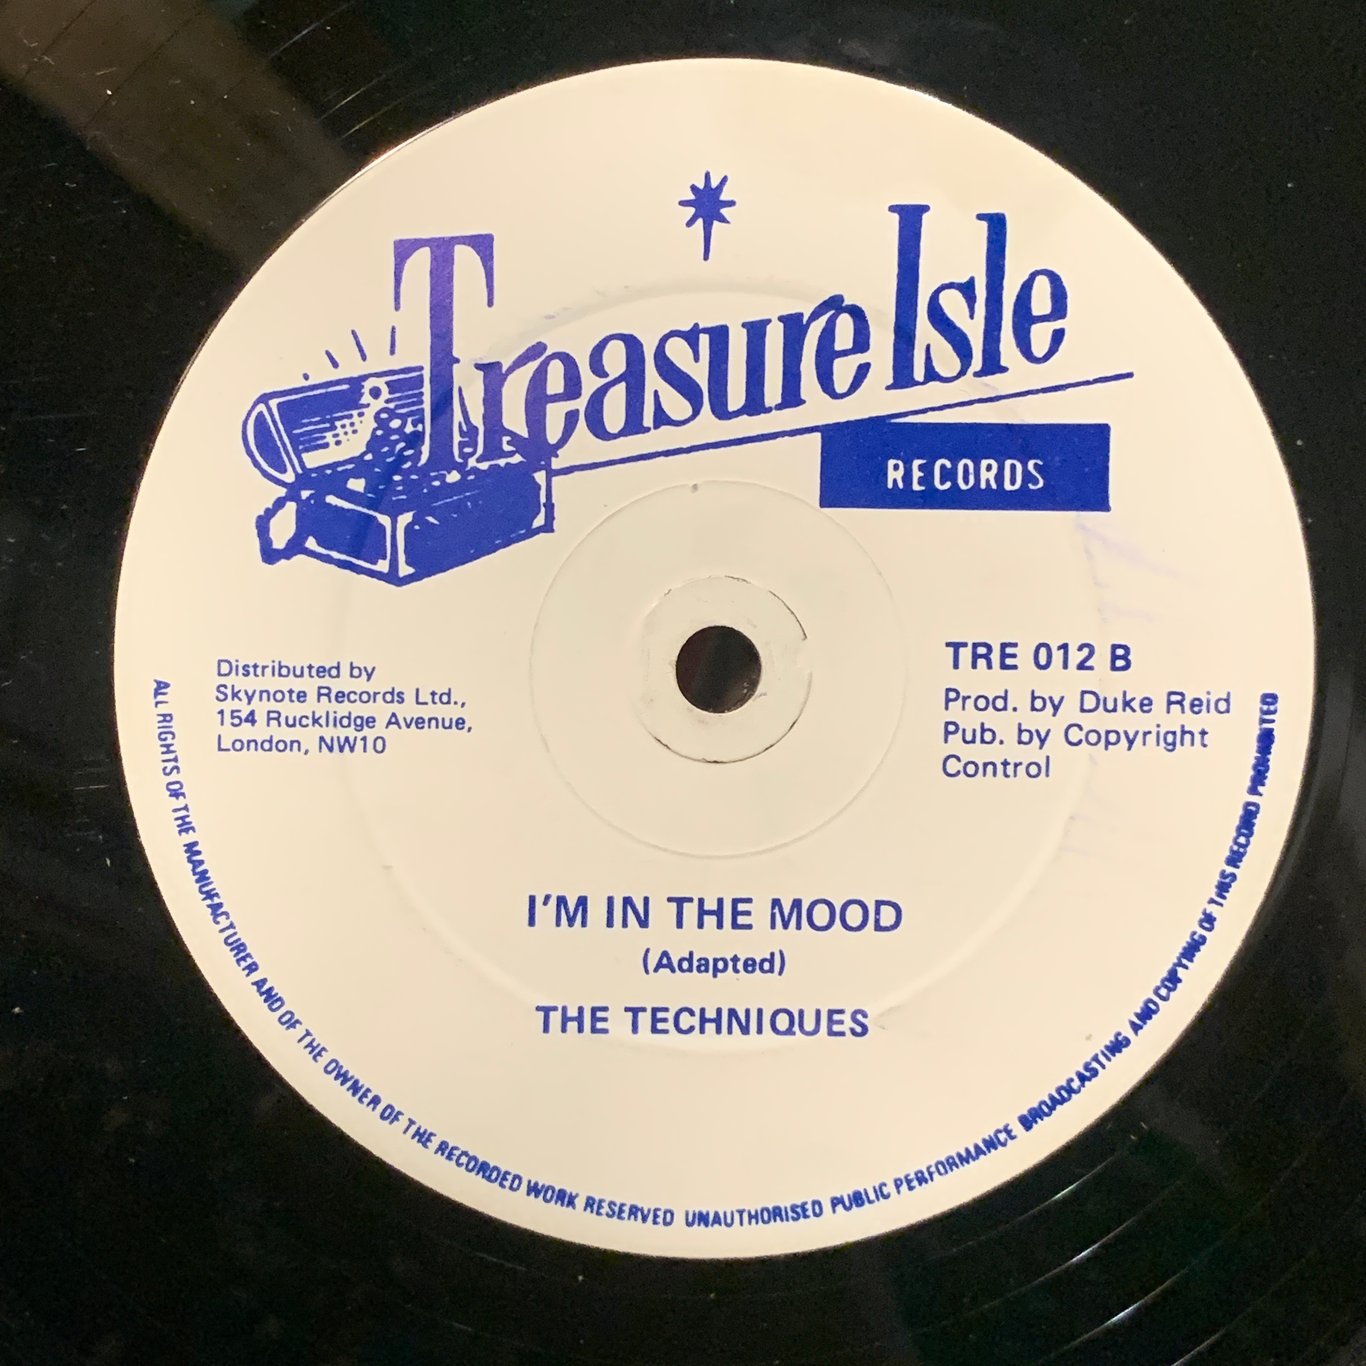 Treasure Isle
RECORDS
Distributed by
Skynote Records Ltd.,
154 Rucklidge Avenue,
London, NW10
TRE 012 B
Prod. by Duke Reid
Pub. by Copyright
Control
I'M IN THE MOOD
(Adapted)
THE TECHNIQUES
ALL RIGHTS OF THE MANUFACTURER AND OF THE OWNER OF THE RECORDED WORK RESERVED UNAUTHORISED PUBLIC PERFORMANCE BROADCASTING AND COPYING OF THIS RECORD PROHIBITED